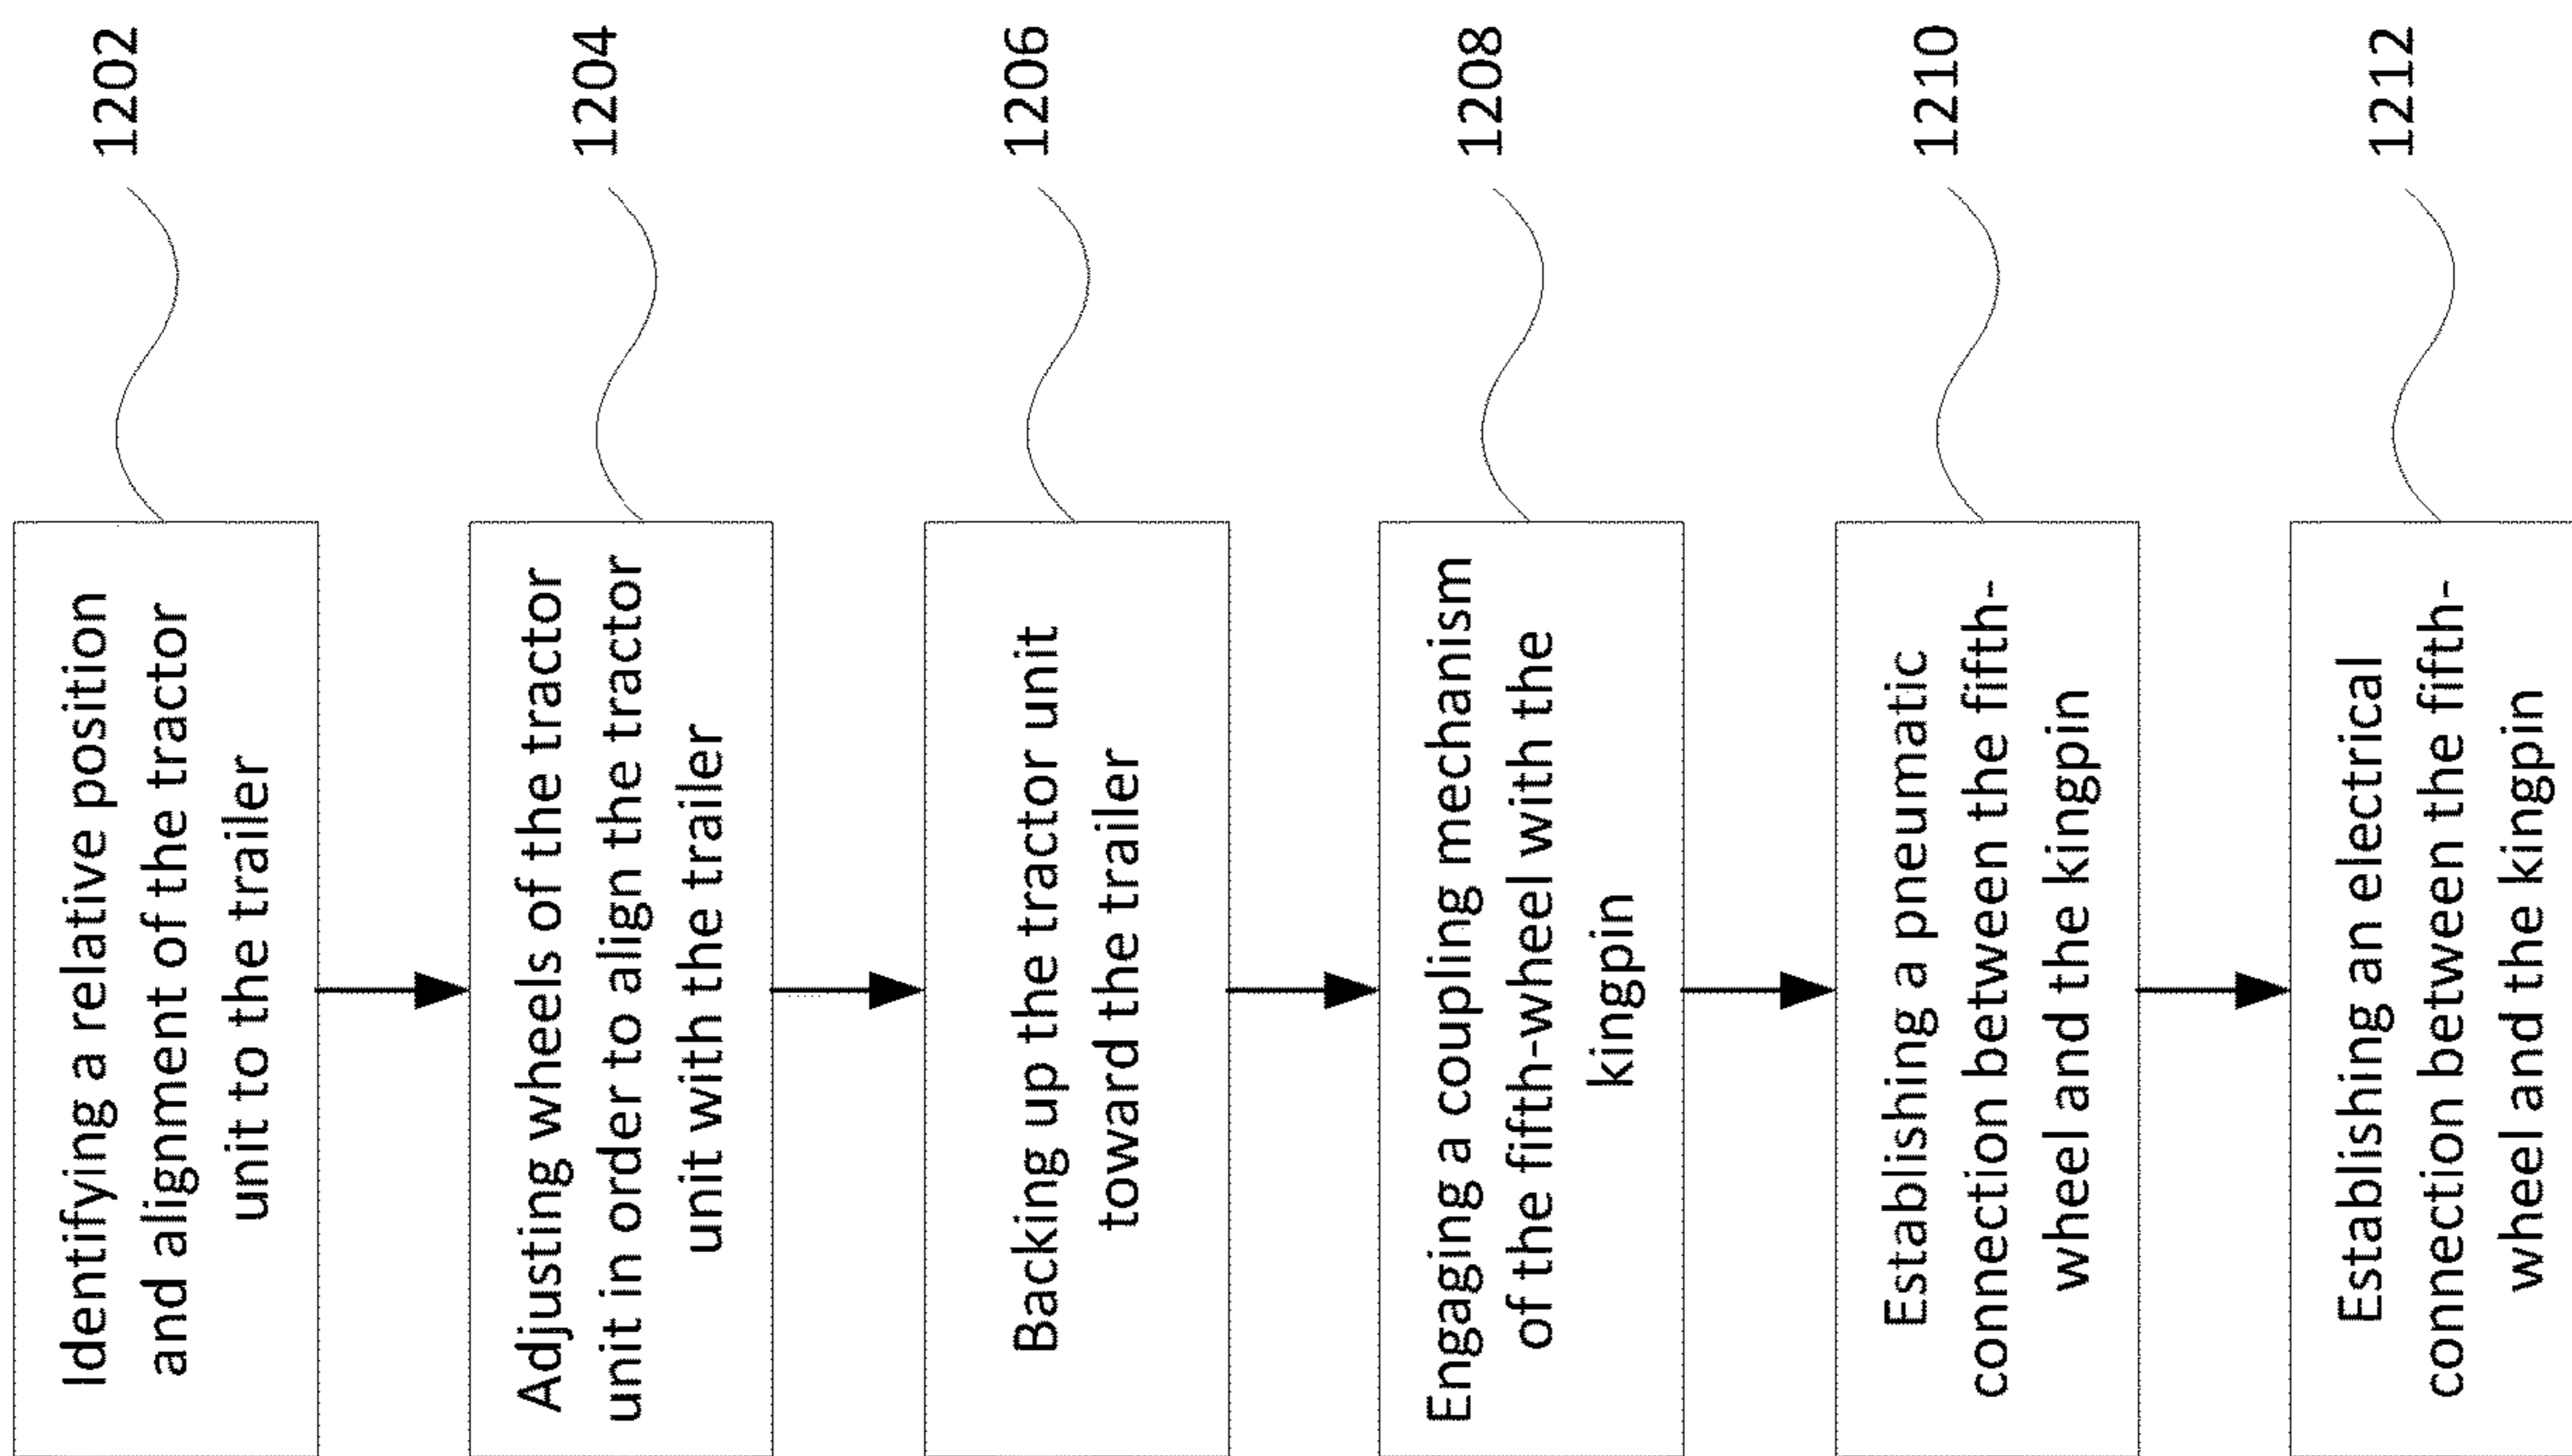 Identifying a relative position
and alignment of the tractor
unit to the trailer
1202
Adjusting wheels of the tractor
unit in order to align the tractor
unit with the trailer
1204
Backing up the tractor unit
toward the trailer
1206
Engaging a coupling mechanism
of the fifth-wheel with the
kingpin
1208
Establishing a pneumatic
connection between the fifth-
wheel and the kingpin
1210
Establishing an electrical
connection between the fifth-
wheel and the kingpin
1212